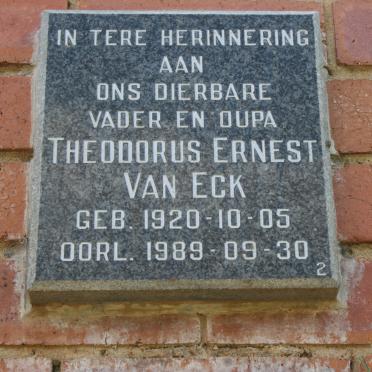 IN TERE HERINNERING
AAN
ONS DIERBARE
VADER EN OUPA
THEODORUS ERNEST
VAN ECK
GEB. 1920-10-05
OORL. 1989-09-30
2